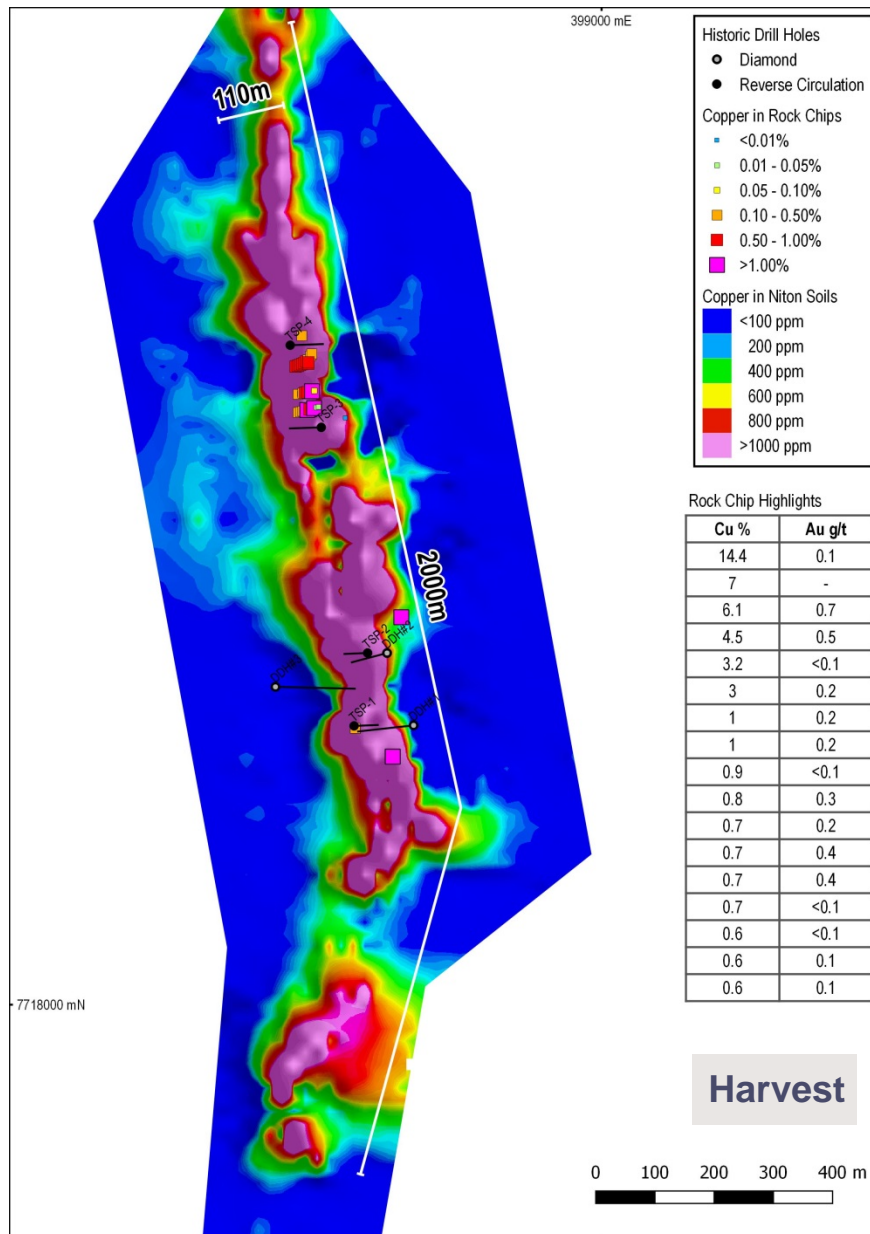 399000 mE
110m
TSP-4
TSP-3
2000m
TSP-2
DDH#2
TSP-1
7718000 mN
Historic Drill Holes
Diamond
Reverse Circulation
Copper in Rock Chips
<0.01%
0.01 - 0.05%
0.05 - 0.10%
0.10 - 0.50%
0.50 - 1.00%
>1.00%
Copper in Niton Soils
<100 ppm
200 ppm
400 ppm
600 ppm
800 ppm
>1000 ppm
Rock Chip Highlights
Cu % Au g/t
14.4 0.1
7 -
6.1 0.7
4.5 0.5
3.2 <0.1
3 0.2
1 0.2
1 0.2
0.9 <0.1
0.8 0.3
0.7 0.2
0.7 0.4
0.7 0.4
0.7 <0.1
0.6 <0.1
0.6 0.1
0.6 0.1
Harvest
0 100 200 300 400 m